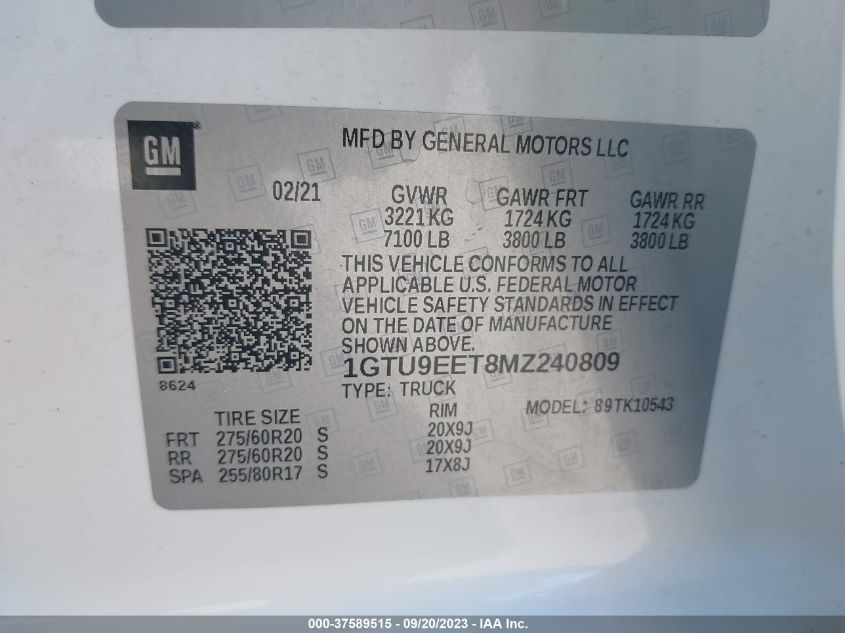 GM
MFD BY GENERAL MOTORS LLC
02/21 GVWR GAWR FRT GAWR RR
3221 KG 1724 KG 1724 KG
7100 LB 3800 LB 3800 LB
THIS VEHICLE CONFORMS TO ALL
APPLICABLE U.S. FEDERAL MOTOR
VEHICLE SAFETY STANDARDS IN EFFECT
ON THE DATE OF MANUFACTURE
SHOWN ABOVE.
1GTU9EET8MZ240809
8624
TYPE: TRUCK
TIRE SIZE RIM MODEL: 89TK10543
FRT 275/60R20 S 20X9J
RR 275/60R20 S 20X9J
SPA 255/80R17 S 17X8J
000-37589515 - 09/20/2023 - IAA Inc.